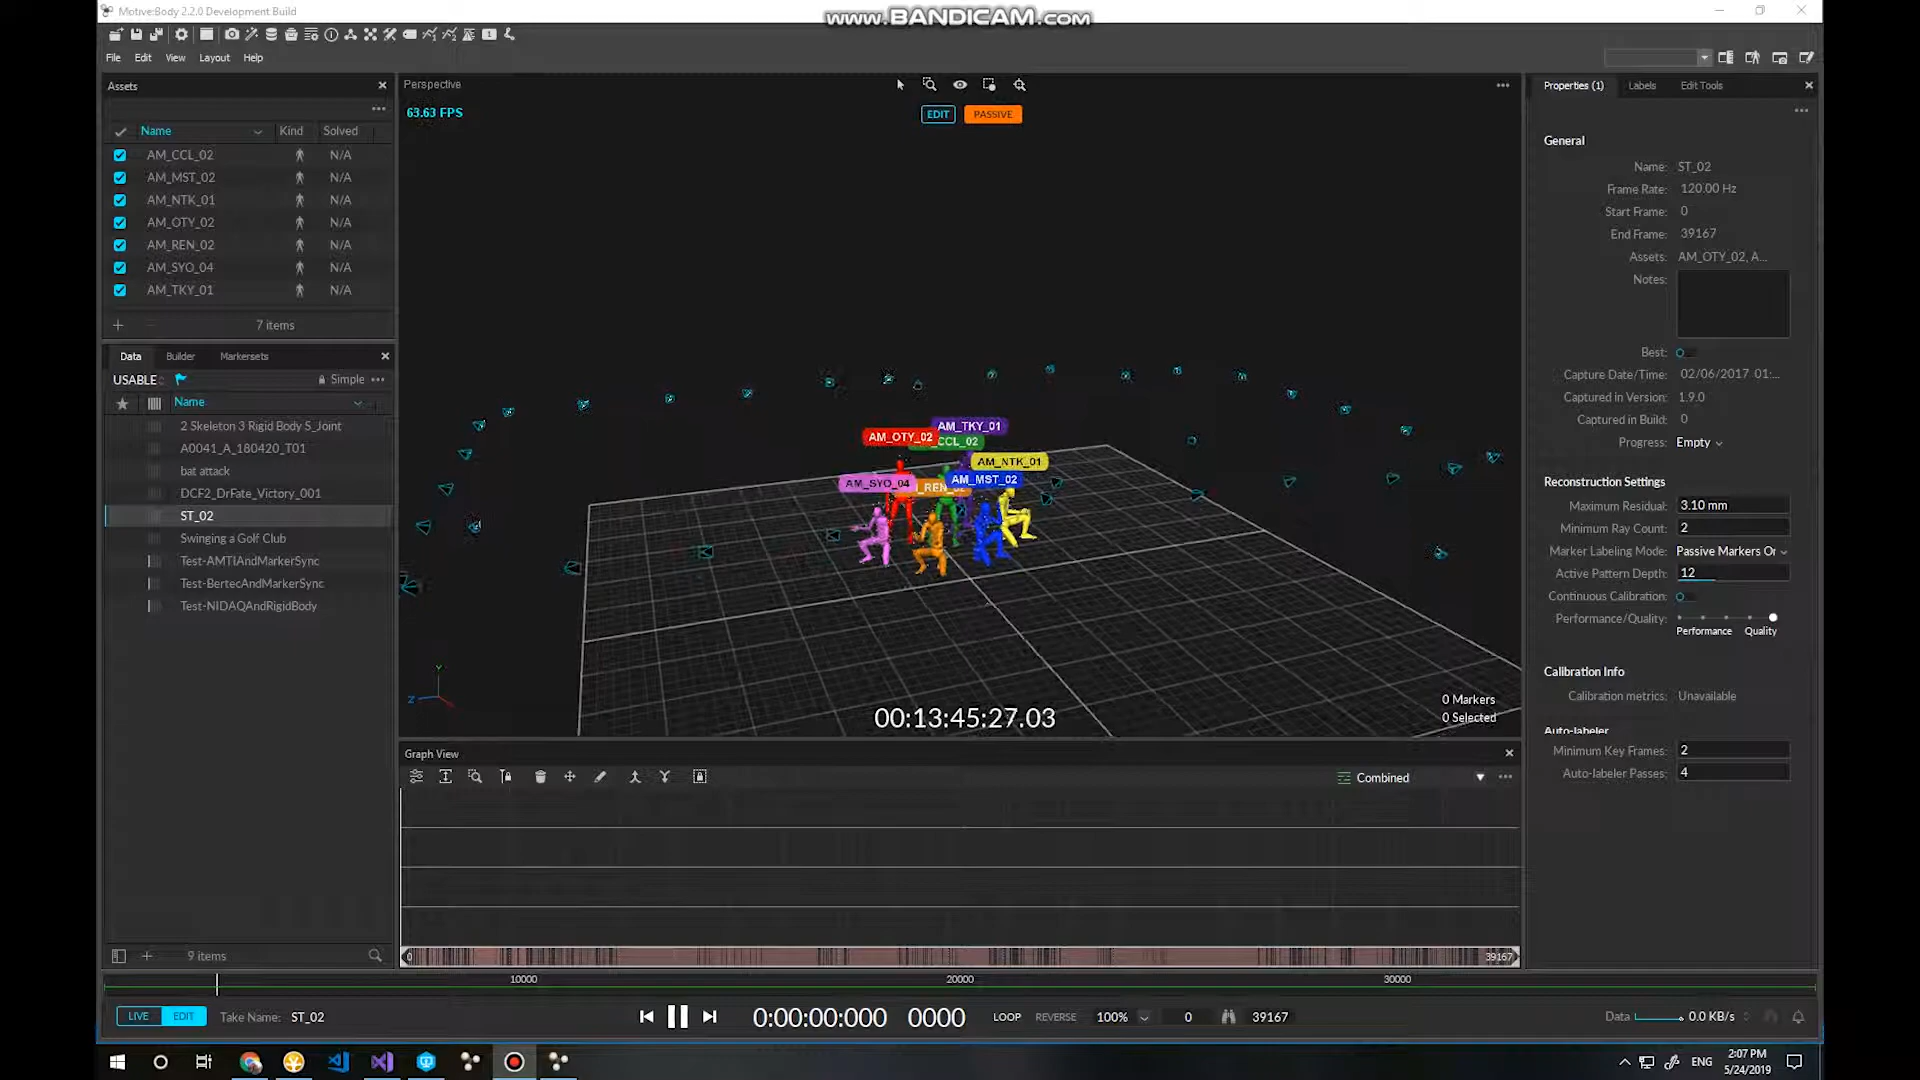 Motive:Body 2.2.0 Development Build
www.BANDICAM.com
File Edit View Layout Help
Assets
Name Kind Solved
AM_CCL_02 N/A
AM_MST_02 N/A
AM_NTK_01 N/A
AM_OTY_02 N/A
AM_REN_02 N/A
AM_SYO_04 N/A
AM_TKY_01 N/A
7 items
Data Builder Markersets
USABLE Simple
Name
2 Skeleton 3 Rigid Body S_Joint
A0041_A_180420_T01
bat attack
DCF2_DrFate_Victory_001
ST_02
Swinging a Golf Club
Test-AMTIAndMarkerSync
Test-BertecAndMarkerSync
Test-NIDAQAndRigidBody
9 items
Perspective
63.63 FPS
EDIT PASSIVE
AM_TKY_01
AM_OTY_02
CCL_02
AM_NTK_01
AM_SYO_04
AM_MST_02
Y
Z
00:13:45:27.03
0 Markers
0 Selected
Graph View
Combined
0 39167
Properties (1) Labels Edit Tools
General
Name: ST_02
Frame Rate: 120.00 Hz
Start Frame: 0
End Frame: 39167
Assets: AM_OTY_02, A...
Notes:
Best:
Capture Date/Time: 02/06/2017 01:...
Captured in Version: 1.9.0
Captured in Build: 0
Progress: Empty
Reconstruction Settings
Maximum Residual: 3.10 mm
Minimum Ray Count: 2
Marker Labeling Mode: Passive Markers Or
Active Pattern Depth: 12
Continuous Calibration:
Performance/Quality:
Performance Quality
Calibration Info
Calibration metrics: Unavailable
Auto-labeler
Minimum Key Frames: 2
Auto-labeler Passes: 4
10000 20000 30000
LIVE EDIT Take Name: ST_02
0:00:00:000 0000 LOOP REVERSE 100% 0 39167
Data 0.0 KB/s
ENG
2:07 PM
5/24/2019